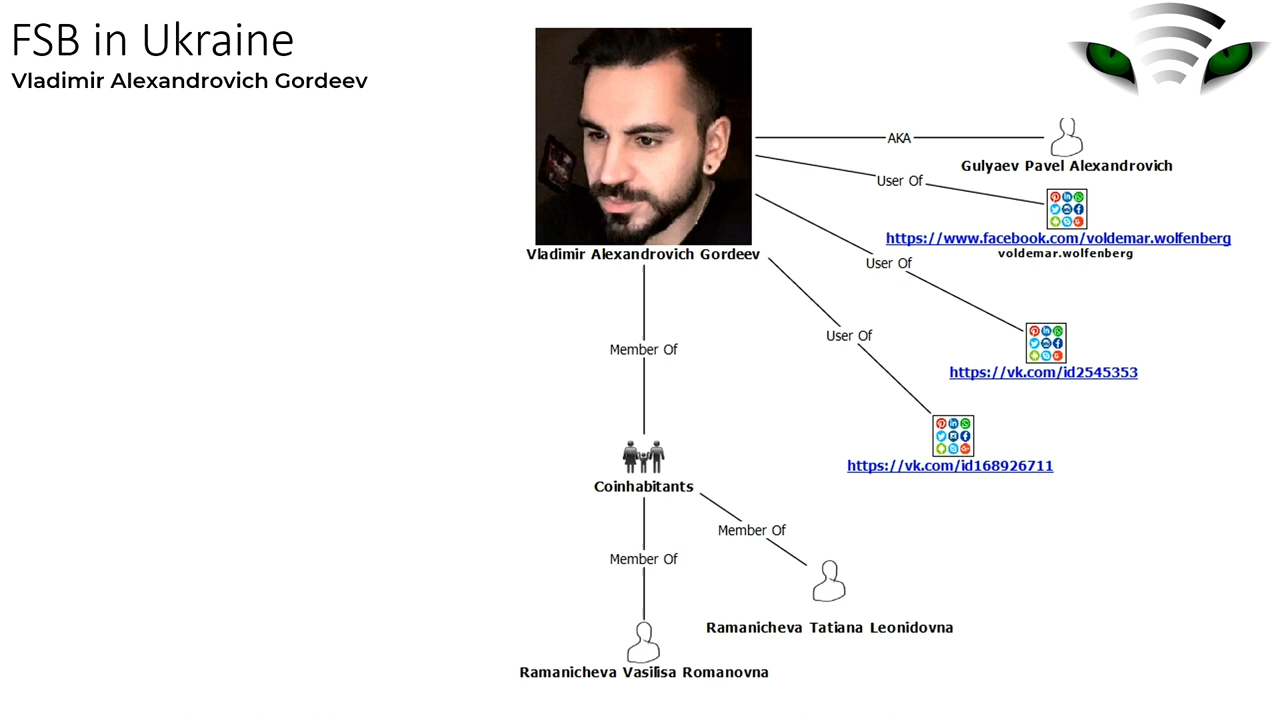 FSB in Ukraine
Vladimir Alexandrovich Gordeev
AKA
Gulyaev Pavel Alexandrovich
User Of
https://www.facebook.com/voldemar.wolfenberg
voldemar.wolfenberg
Vladimir Alexandrovich Gordeev
User Of
User Of
Member Of
https://vk.com/id2545353
https://vk.com/id168926711
Coinhabitants
Member Of
Member Of
Ramanicheva Tatiana Leonidovna
Ramanicheva Vasilisa Romanovna